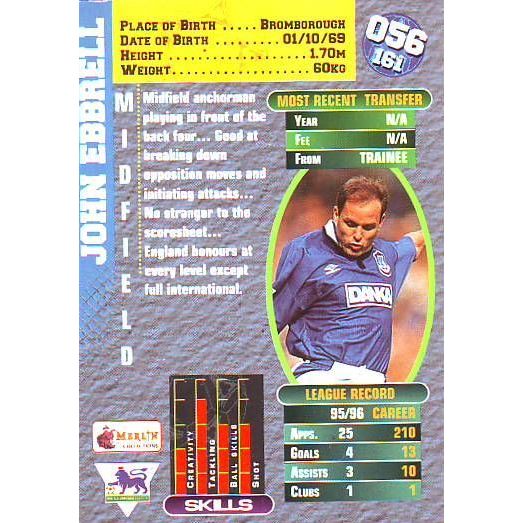 JOHN EBBRELL
MIDFIELD
PLACE OF BIRTH ..... BROMBOROUGH
DATE OF BIRTH ..... 01/10/69
HEIGHT ................... 1.70M
WEIGHT..................... 60KG
056
161
Midfield anchorman
playing in front of the
back four... Good at
breaking down
opposition moves and
initiating attacks...
No stranger to the
scoresheet...
England honours at
every level except
full international.
MOST RECENT TRANSFER
YEAR N/A
FEE N/A
FROM TRAINEE
DANKA
LEAGUE RECORD
95/96 CAREER
APPS. 25 210
GOALS 4 13
ASSISTS 3 10
CLUBS 1 1
CREATIVITY
TACKLING
BALL SKILLS
SHOT
SKILLS
MERLIN
COLLECTIONS